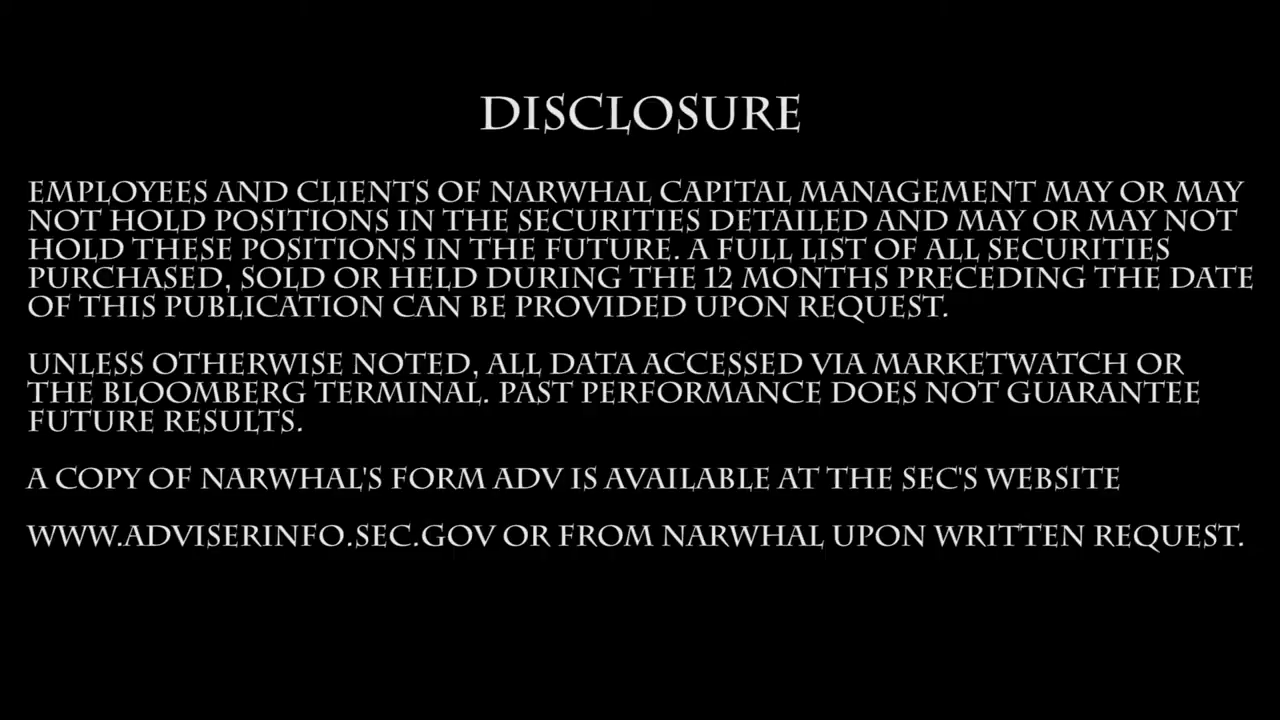 DISCLOSURE
EMPLOYEES AND CLIENTS OF NARWHAL CAPITAL MANAGEMENT MAY OR MAY
NOT HOLD POSITIONS IN THE SECURITIES DETAILED AND MAY OR MAY NOT
HOLD THESE POSITIONS IN THE FUTURE. A FULL LIST OF ALL SECURITIES
PURCHASED, SOLD OR HELD DURING THE 12 MONTHS PRECEDING THE DATE
OF THIS PUBLICATION CAN BE PROVIDED UPON REQUEST.
UNLESS OTHERWISE NOTED, ALL DATA ACCESSED VIA MARKETWATCH OR
THE BLOOMBERG TERMINAL. PAST PERFORMANCE DOES NOT GUARANTEE
FUTURE RESULTS.
A COPY OF NARWHAL'S FORM ADV IS AVAILABLE AT THE SEC'S WEBSITE
WWW.ADVISERINFO.SEC.GOV OR FROM NARWHAL UPON WRITTEN REQUEST.